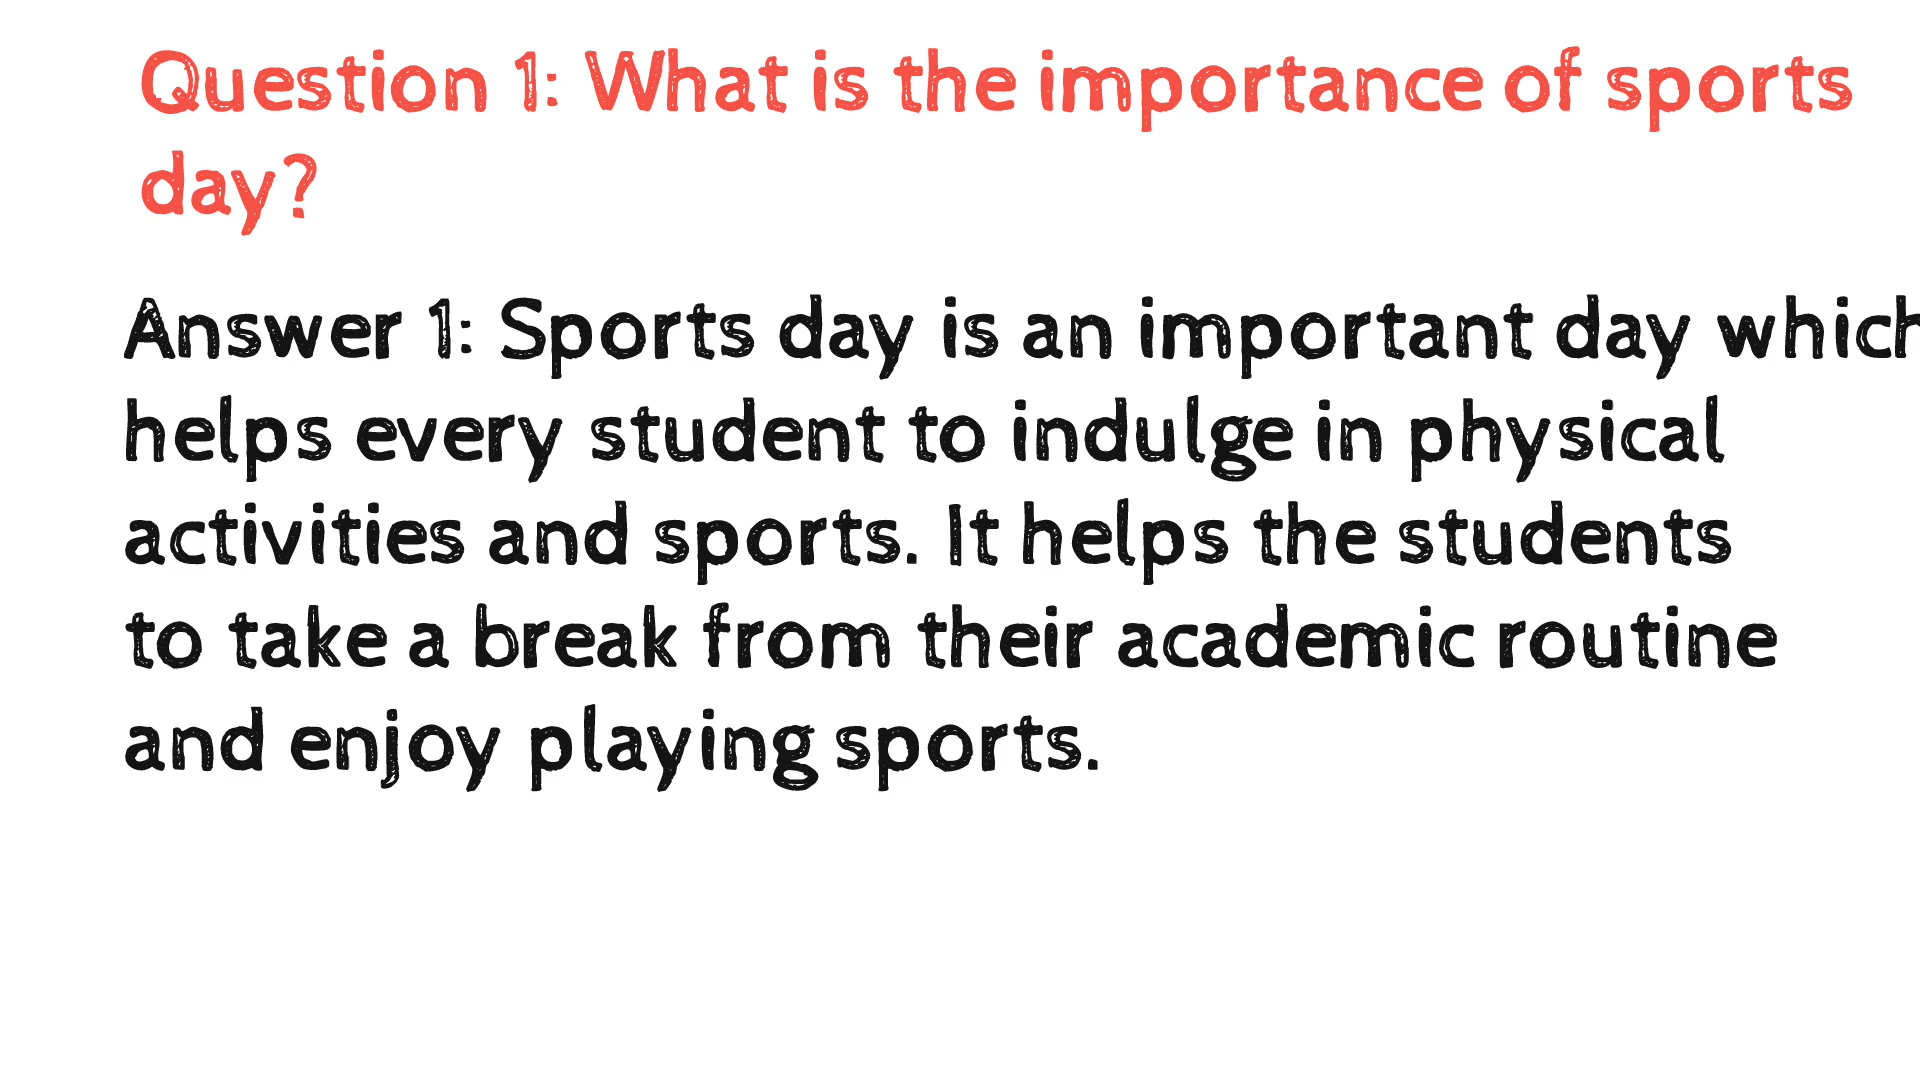 Question 1: What is the importance of sports
day?
Answer 1: Sports day is an important day which
helps every student to indulge in physical
activities and sports. It helps the students
to take a break from their academic routine
and enjoy playing sports.